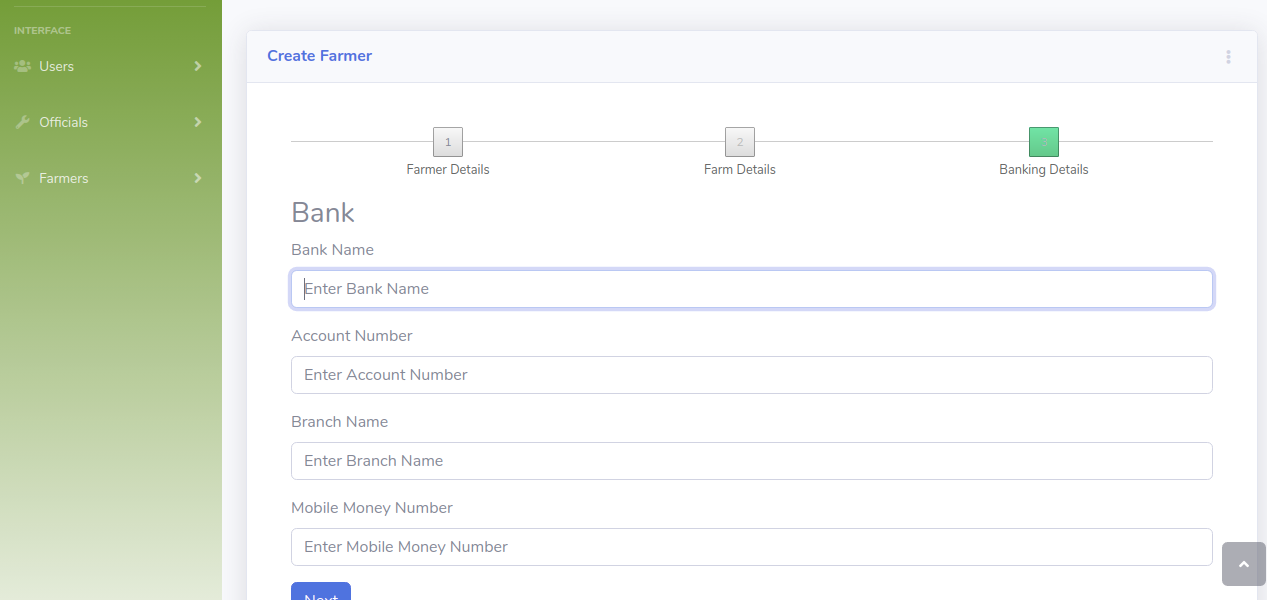 INTERFACE
Users
Officials
Farmers
Create Farmer
1
2
Farmer Details
Farm Details
Banking Details
Bank
Bank Name
Enter Bank Name
Account Number
Enter Account Number
Branch Name
Enter Branch Name
Mobile Money Number
Enter Mobile Money Number
Next